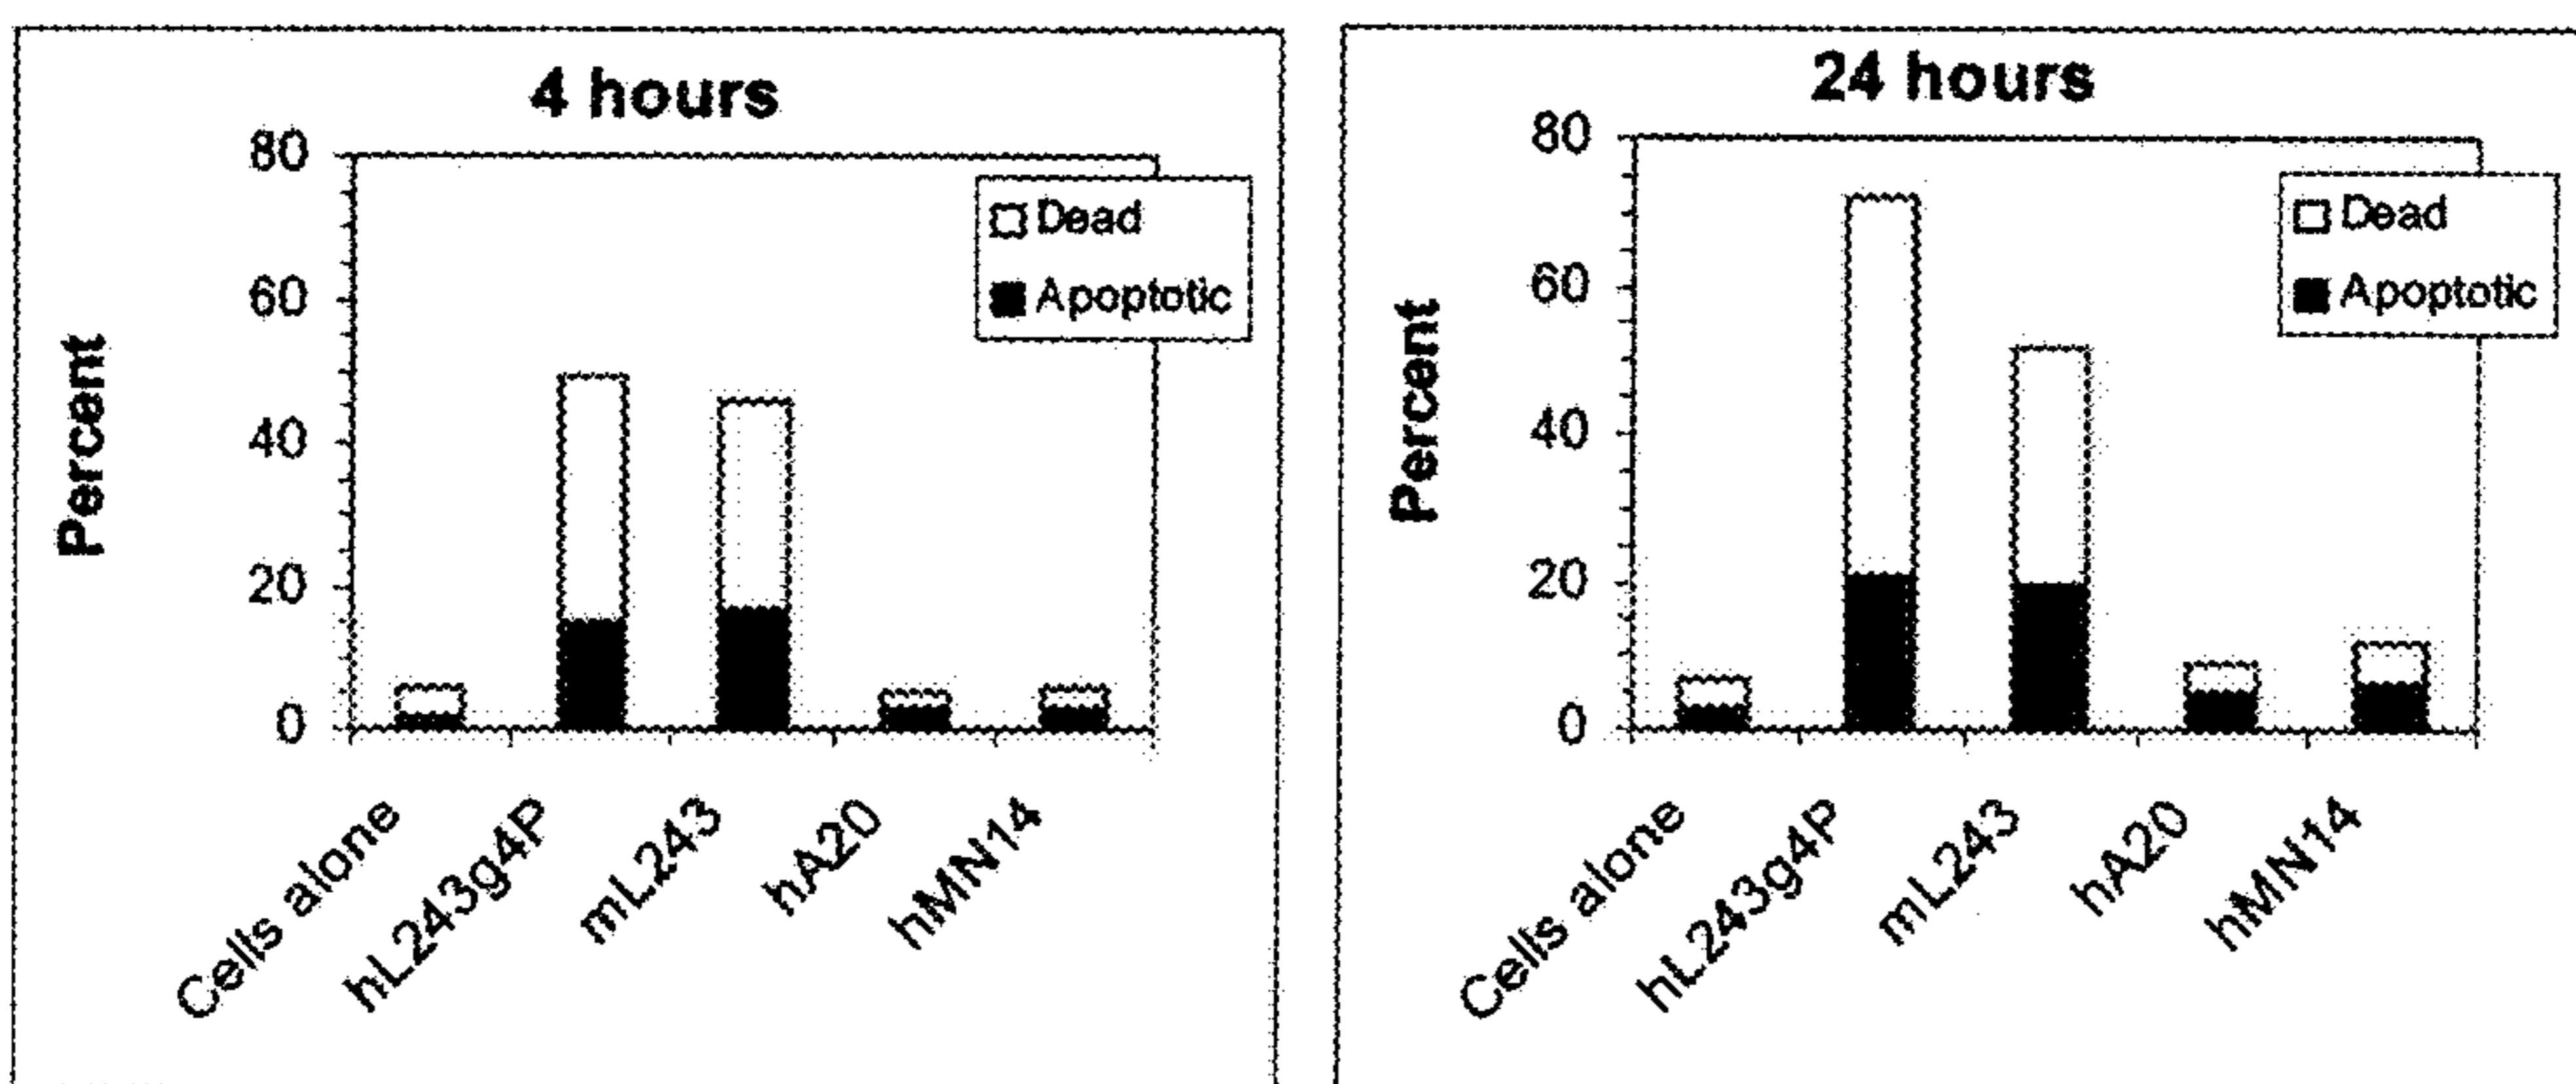 4 hours
80
60
40
20
0
Percent
Dead
Apoptotic
Cells alone
hL243g4P
mL243
hA20
hMN14
24 hours
80
60
40
20
0
Percent
Dead
Apoptotic
Cells alone
hL243g4P
mL243
hA20
hMN14